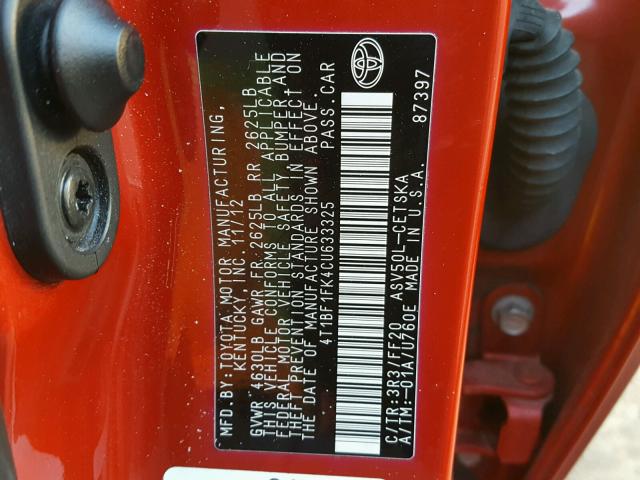 MFD.BY:TOYOTA MOTOR MANUFACTURING,
KENTUCKY, INC. 11/12
GVWR 4630LB GAWR FR 2625LB RR 2625LB
THIS VEHICLE CONFORMS TO ALL APPLICABLE
FEDERAL MOTOR VEHICLE SAFETY, BUMPER, AND
THEFT PREVENTION STANDARDS IN EFFECT ON
THE DATE OF MANUFACTURE SHOWN ABOVE.
4T1BF1FK4CU633325 PASS.CAR
C/TR:3R3A/FF20 ASV50L-CETSKA
A/TM:-01A/U760E MADE IN U.S.A. 87397